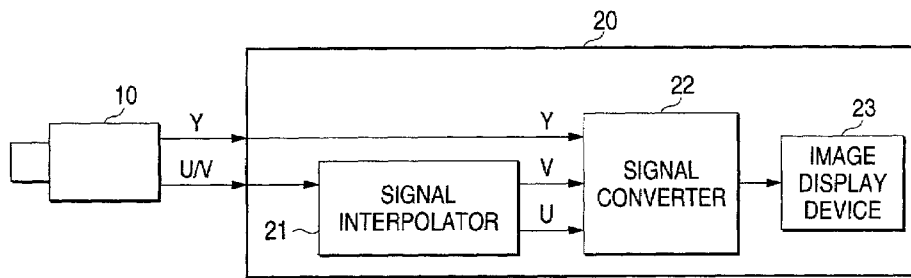 20
10
Y
U/V
Y
V
U
21
SIGNAL
INTERPOLATOR
22
SIGNAL
CONVERTER
23
IMAGE
DISPLAY
DEVICE